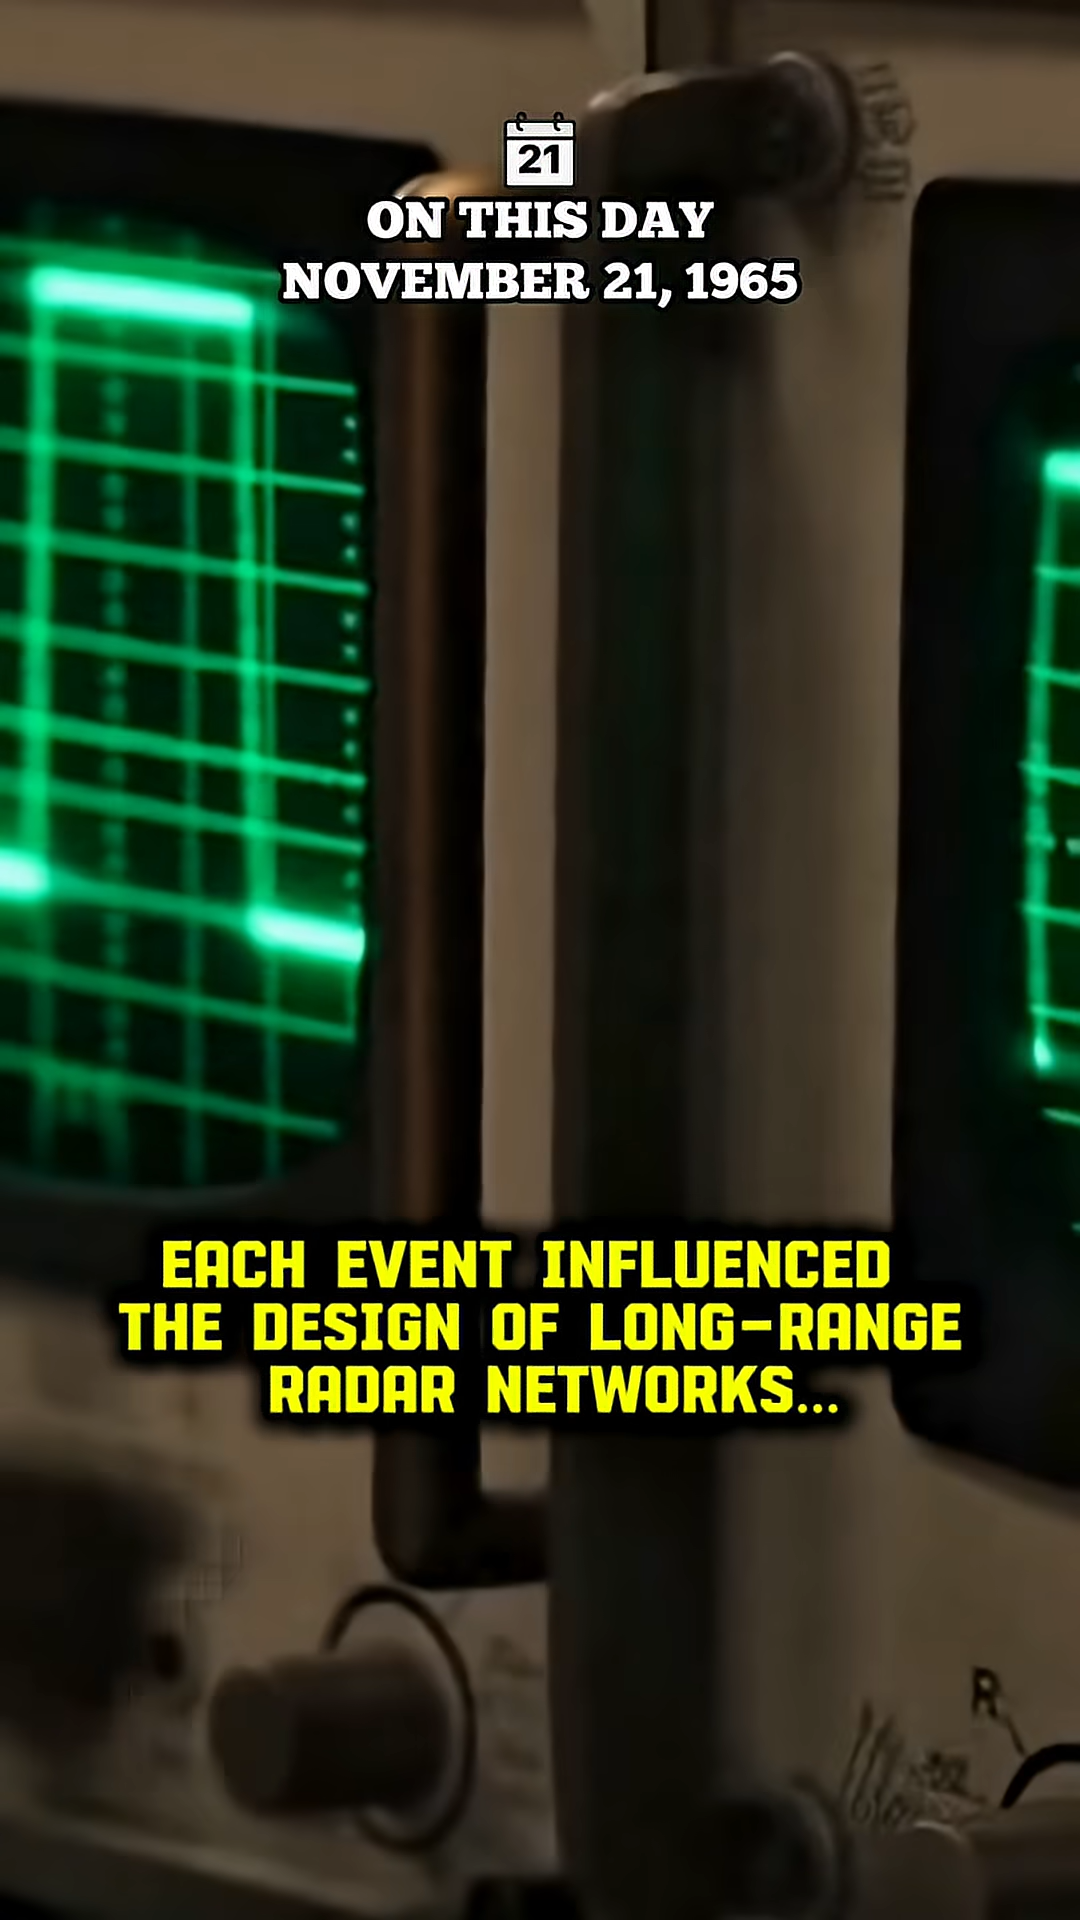 21
ON THIS DAY
NOVEMBER 21, 1965
EACH EVENT INFLUENCED
THE DESIGN OF LONG-RANGE
RADAR NETWORKS...
R